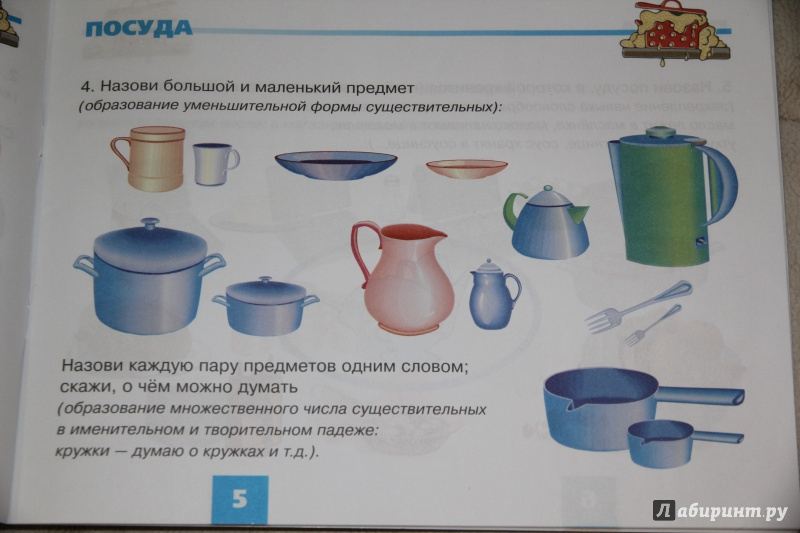 ПОСУДА
4. Назови большой и маленький предмет
(образование уменьшительной формы существительных):
Назови каждую пару предметов одним словом;
скажи, о чём можно думать
(образование множественного числа существительных
в именительном и творительном падеже:
кружки — думаю о кружках и т.д.).
5
Лабиринт.ру